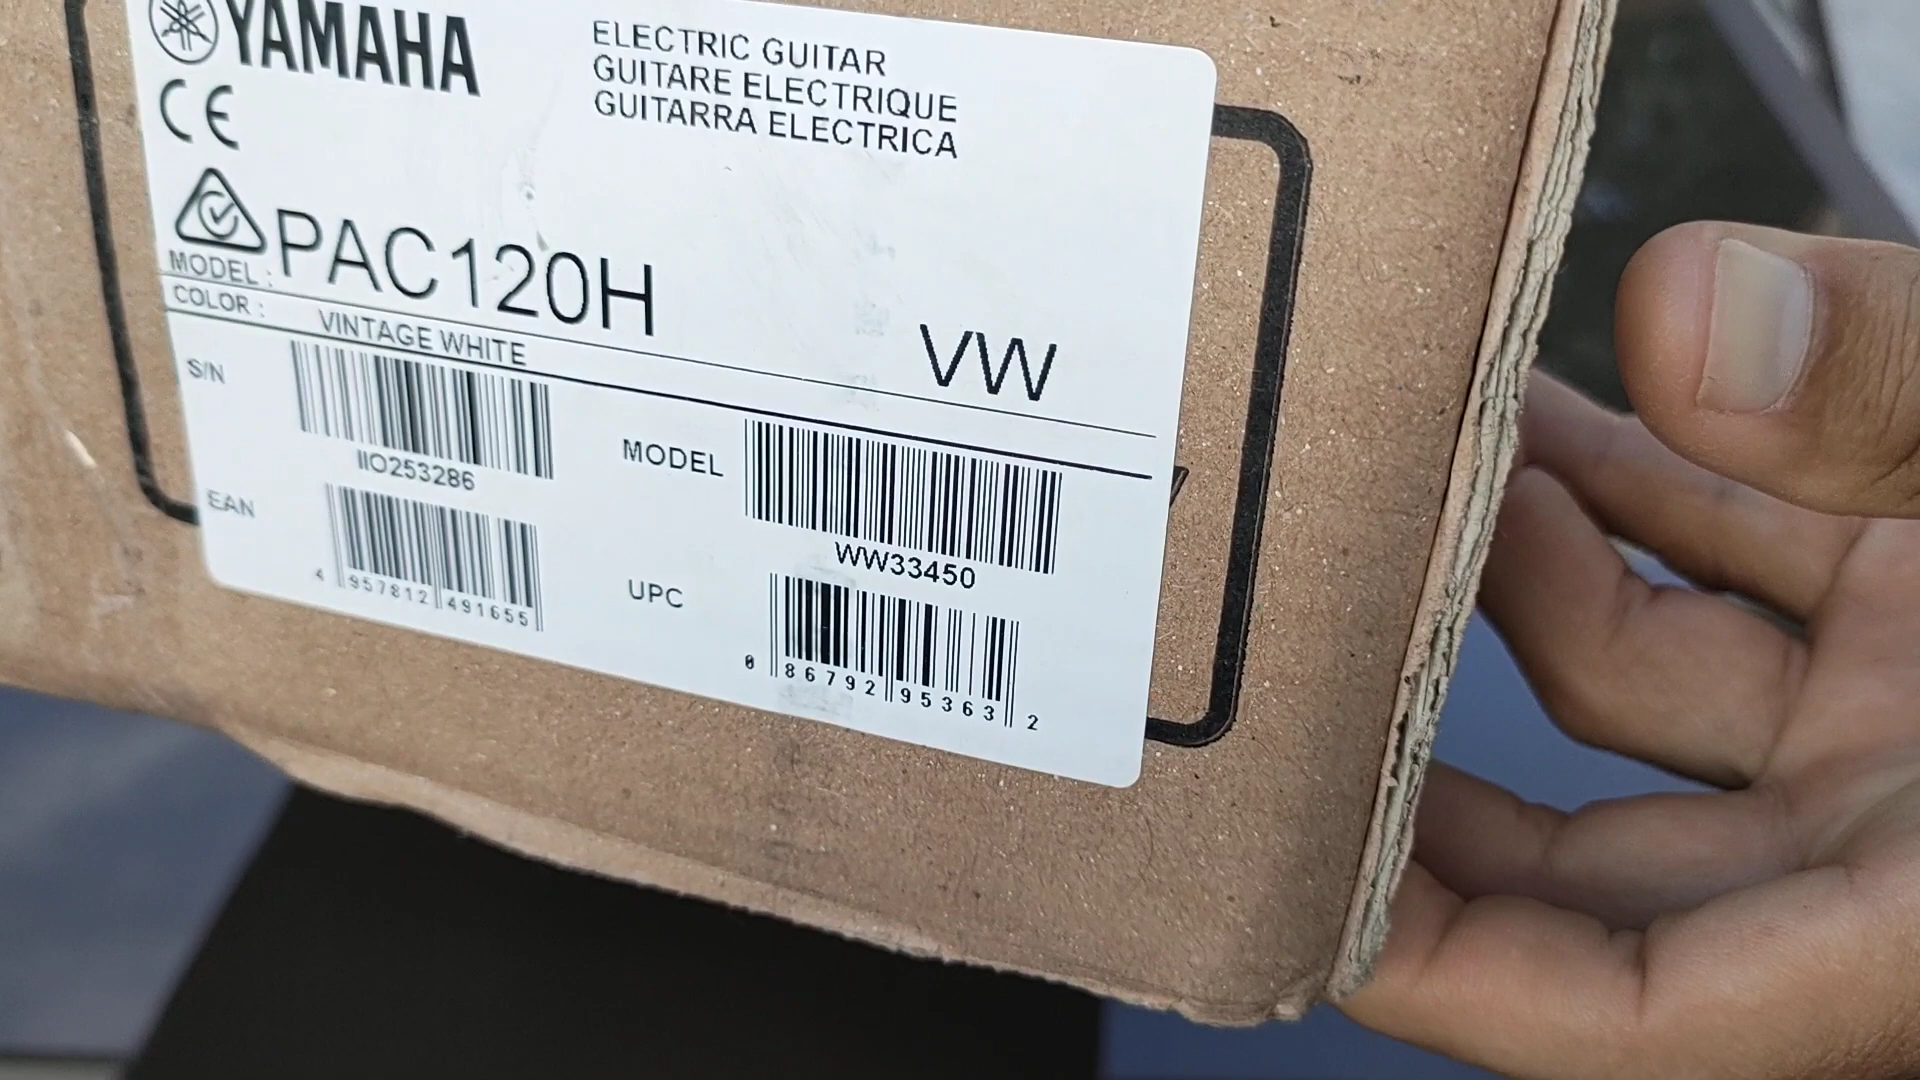 YAMAHA
ELECTRIC GUITAR
GUITARE ELECTRIQUE
GUITARRA ELECTRICA
CE
MODEL : PAC120H VW
COLOR : VINTAGE WHITE
S/N
IIO253286
MODEL
WW33450
EAN
4 957812 491655
UPC
0 86792 95363 2